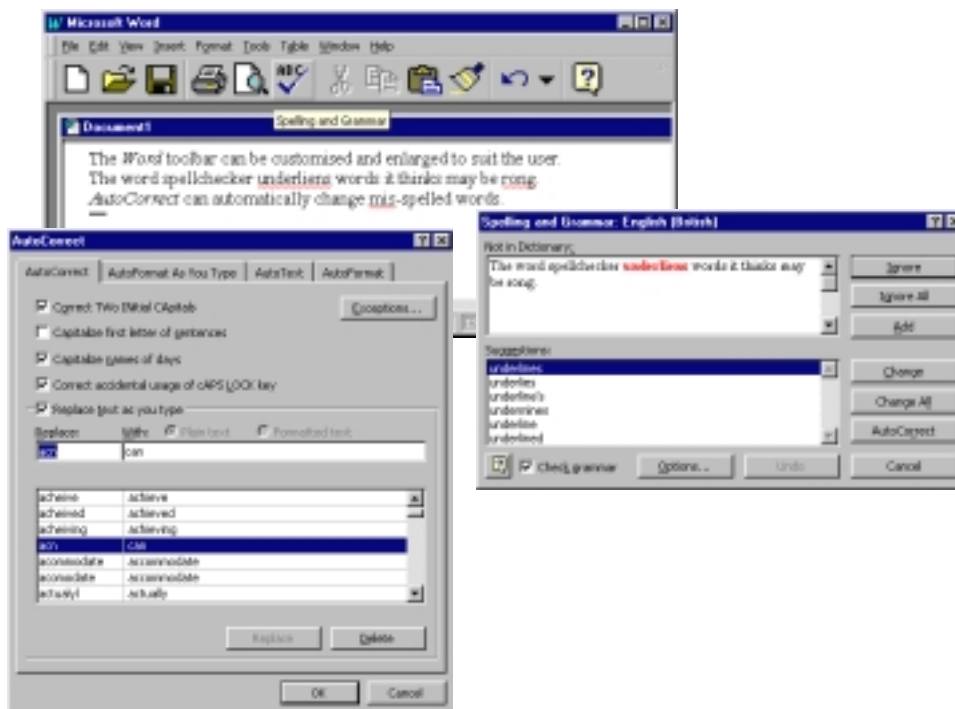 Microsoft Word
File Edit View Insert Format Tools Table Window Help
ABC
Spelling and Grammar
Document1
The Word toolbar can be customised and enlarged to suit the user.
The word spellchecker underliens words it thinks may be rong.
AutoCorrect can automatically change mis-spelled words.
AutoCorrect
AutoCorrect AutoFormat As You Type AutoText AutoFormat
Correct TWo INitial CApitals
Exceptions...
Capitalize first letter of sentences
Capitalize names of days
Correct accidental usage of cAPS LOCK key
Replace text as you type
Replace: With: Plain text Formatted text
acn can
acheive achieve
acheived achieved
acheiving achieving
acn can
acommodate accommodate
acomodate accommodate
actualyl actually
Replace Delete
OK Cancel
Spelling and Grammar: English (British)
Not in Dictionary:
The word spellchecker underliens words it thinks may
be rong.
Ignore
Ignore All
Add
Suggestions:
underlines
underlies
underline's
undermines
underline
underlined
Change
Change All
AutoCorrect
Check grammar Options... Undo Cancel